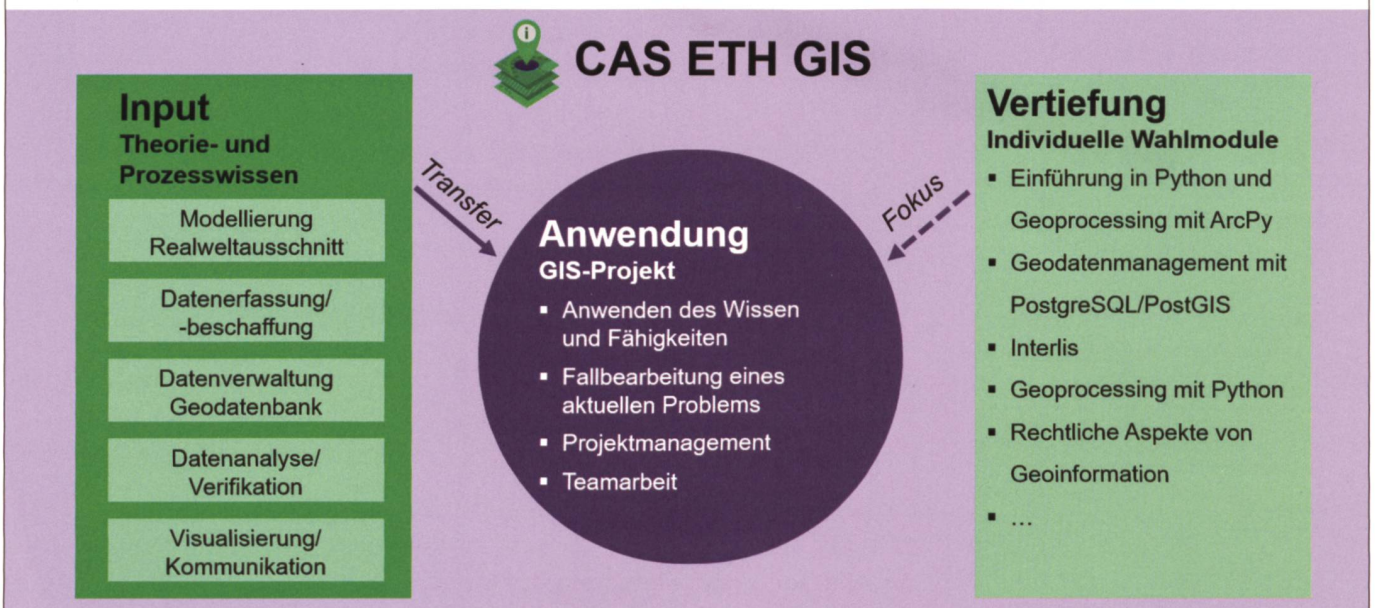 CAS ETH GIS
Input
Theorie- und
Prozesswissen
Modellierung
Realweltausschnitt
Datenerfassung/
-beschaffung
Datenverwaltung
Geodatenbank
Datenanalyse/
Verifikation
Visualisierung/
Kommunikation
Transfer
Anwendung
GIS-Projekt
▪ Anwenden des Wissen
und Fähigkeiten
▪ Fallbearbeitung eines
aktuellen Problems
▪ Projektmanagement
▪ Teamarbeit
Fokus
Vertiefung
Individuelle Wahlmodule
▪ Einführung in Python und
Geoprocessing mit ArcPy
▪ Geodatenmanagement mit
PostgreSQL/PostGIS
▪ Interlis
▪ Geoprocessing mit Python
▪ Rechtliche Aspekte von
Geoinformation
▪ ...